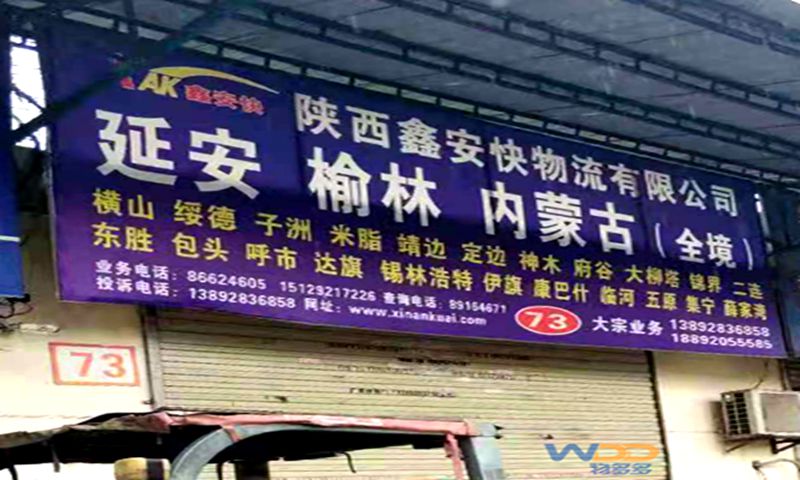 AK 鑫安快
陕西鑫安快物流有限公司
延安 榆林 内蒙古（全境）
横山 绥德 子洲 米脂 靖边 定边 神木 府谷 大柳塔 锦界 二连
东胜 包头 呼市 达旗 锡林浩特 伊旗 康巴什 临河 五原 集宁 薛家湾
业务电话：86624605 15129217226 查询电话：89154671
投诉电话：13892836858 网址：www.xinankuai.com
73
大宗业务 13892836858
18892055585
73
WDD
物多多